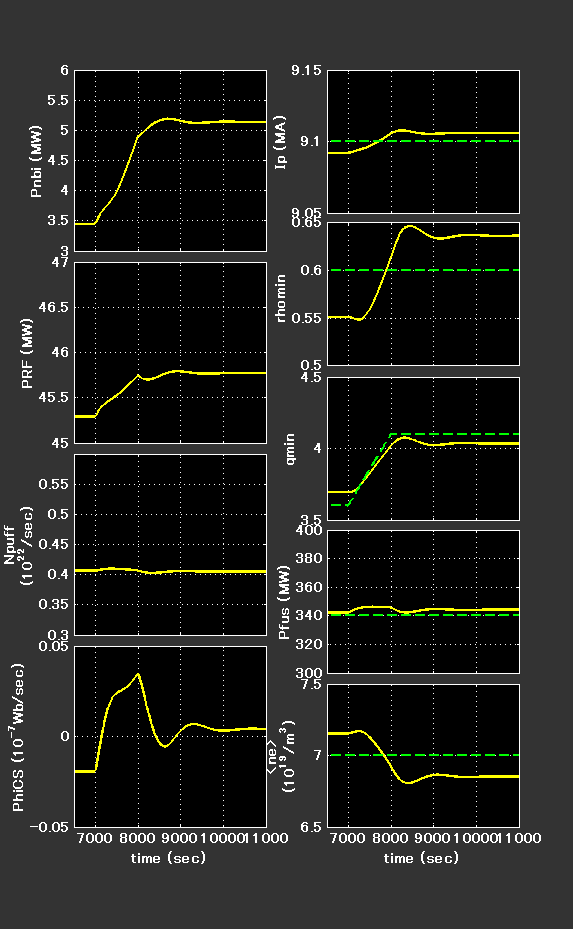 6
5.5
5
4.5
4
3.5
3
Pnbi (MW)
47
46.5
46
45.5
45
PRF (MW)
0.55
0.5
0.45
0.4
0.35
0.3
Npuff
(10^22/sec)
0.05
0
−0.05
PhiCS (10^-7Wb/sec)
7000 8000 9000 10000 11000
time (sec)
9.15
9.1
9.05
Ip (MA)
0.65
0.6
0.55
0.5
rhomin
4.5
4
3.5
qmin
400
380
360
340
320
300
Pfus (MW)
7.5
7
6.5
<ne>
(10^19/m^3)
7000 8000 9000 10000 11000
time (sec)